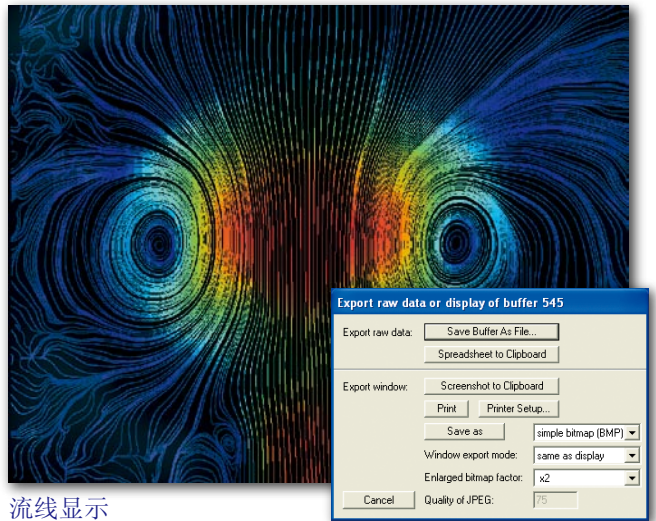 Export raw data or display of buffer 545
Export raw data: Save Buffer As File...
Spreadsheet to Clipboard
Export window: Screenshot to Clipboard
Print Printer Setup...
Save as simple bitmap (BMP)
Window export mode: same as display
Enlarged bitmap factor: x2
Cancel Quality of JPEG: 75
流线显示